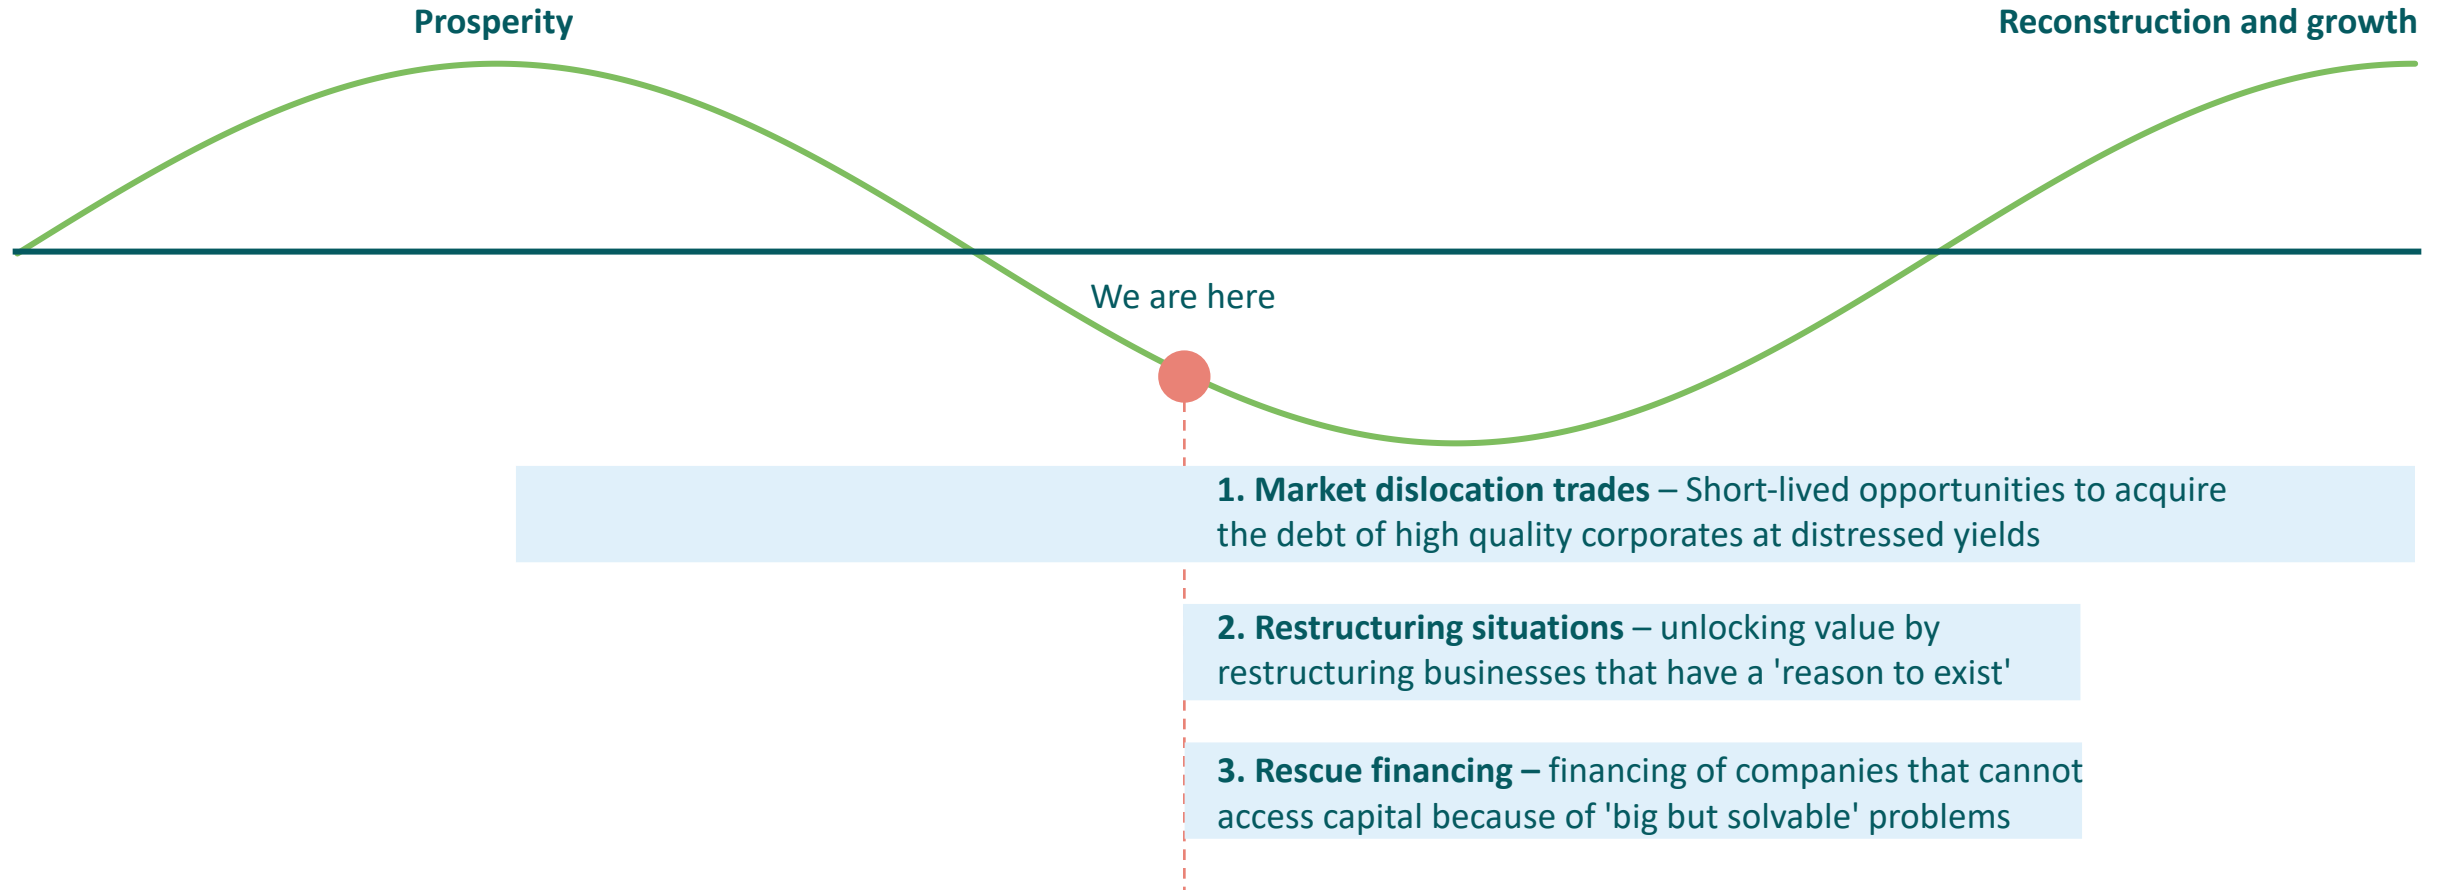 Prosperity
Reconstruction and growth
We are here
1. Market dislocation trades – Short-lived opportunities to acquire
the debt of high quality corporates at distressed yields
2. Restructuring situations – unlocking value by
restructuring businesses that have a 'reason to exist'
3. Rescue financing – financing of companies that cannot
access capital because of 'big but solvable' problems